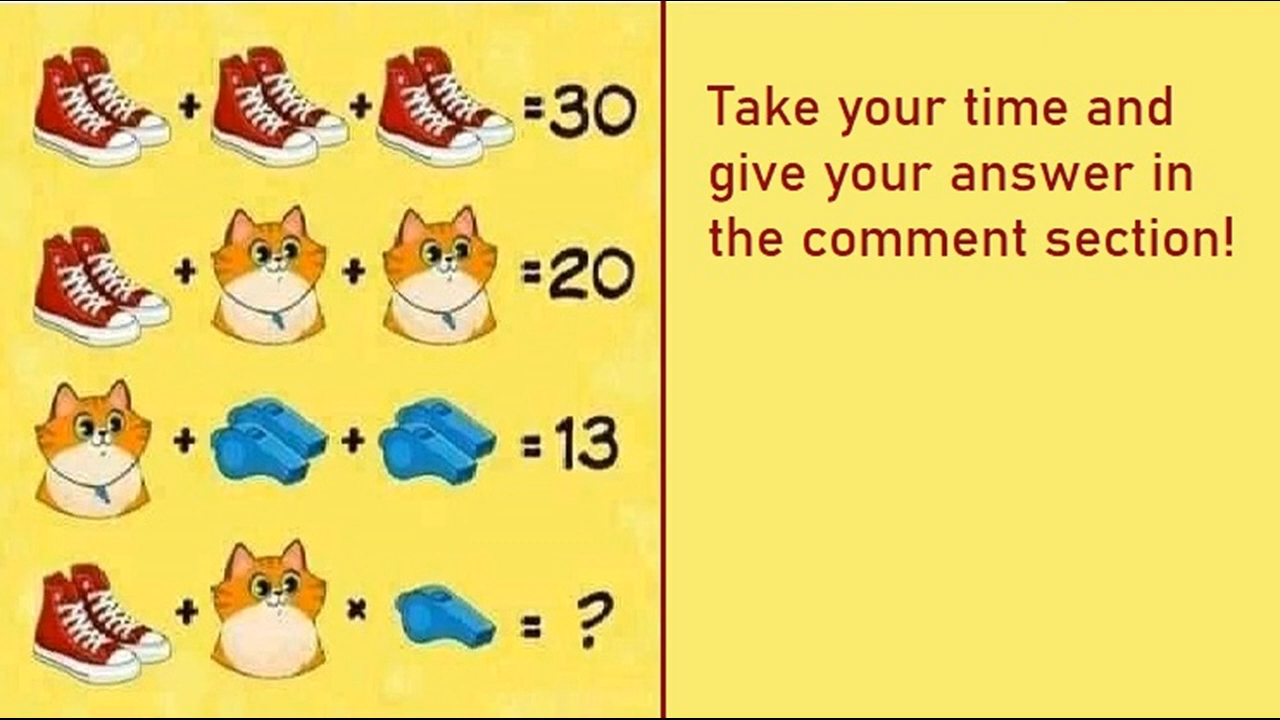 + + =30
+ + =20
+ + =13
+ × = ?
Take your time and
give your answer in
the comment section!